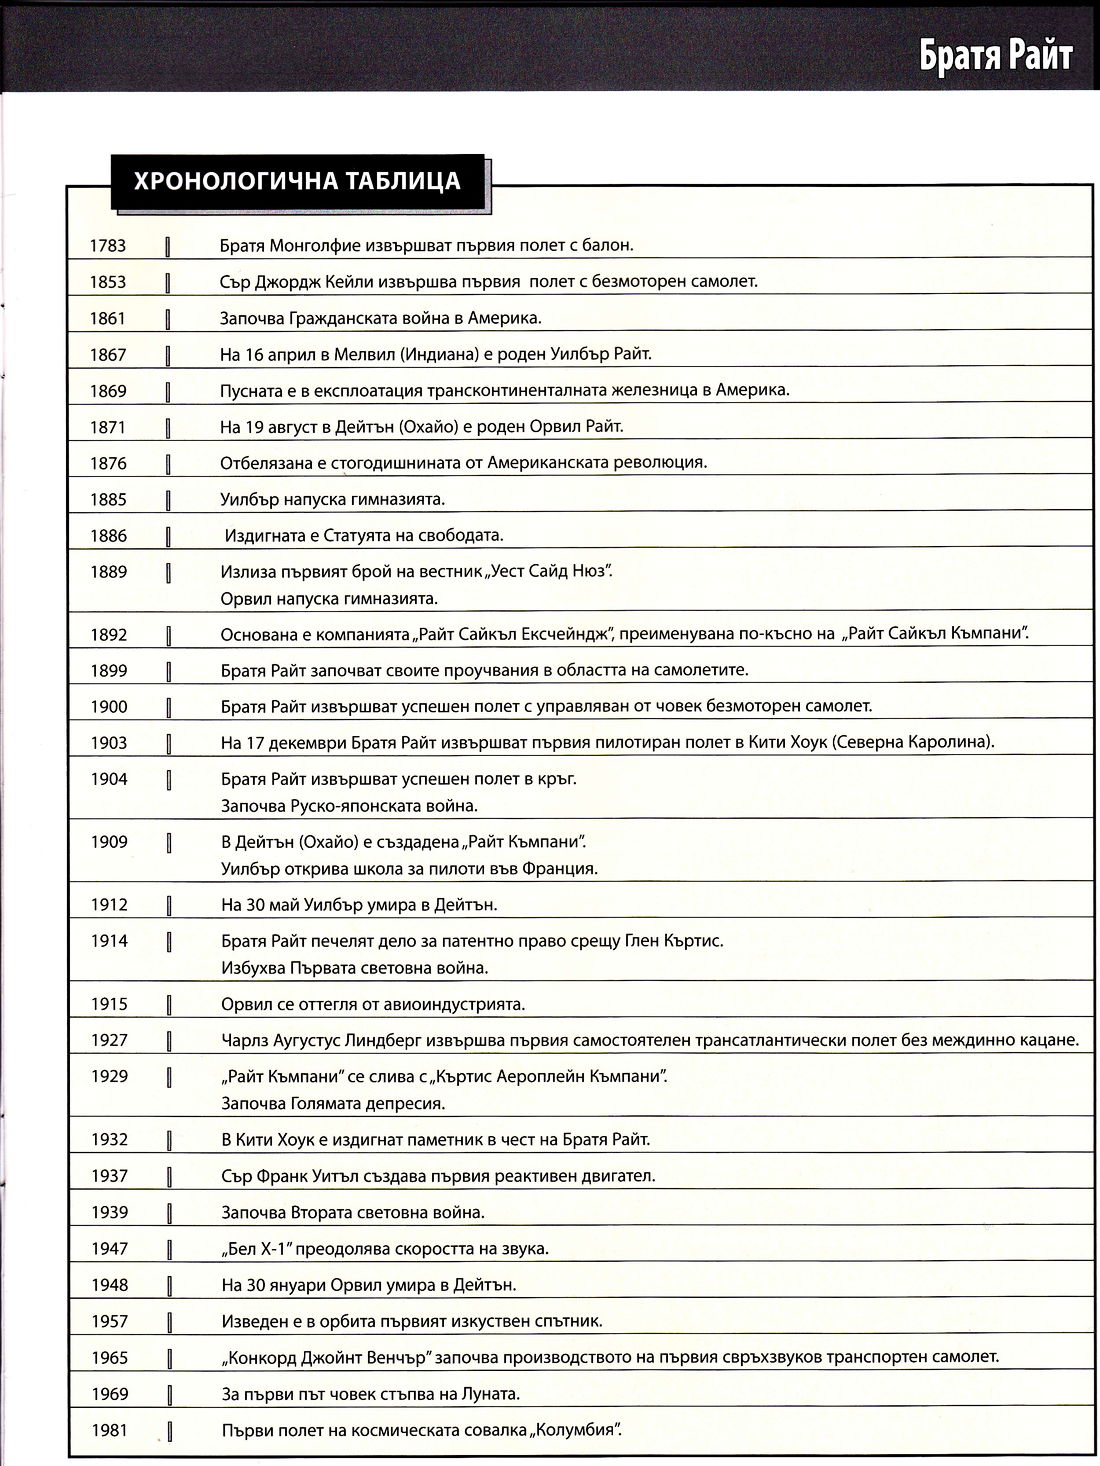 Братя Райт
ХРОНОЛОГИЧНА ТАБЛИЦА
1783 Братя Монголфие извършват първия полет с балон.
1853 Сър Джордж Кейли извършва първия полет с безмоторен самолет.
1861 Започва Гражданската война в Америка.
1867 На 16 април в Мелвил (Индиана) е роден Уилбър Райт.
1869 Пусната е в експлоатация трансконтиненталната железница в Америка.
1871 На 19 август в Дейтън (Охайо) е роден Орвил Райт.
1876 Отбелязана е стогодишнината от Американската революция.
1885 Уилбър напуска гимназията.
1886 Издигната е Статуята на свободата.
1889 Излиза първият брой на вестник „Уест Сайд Нюз”.
Орвил напуска гимназията.
1892 Основана е компанията „Райт Сайкъл Ексчейндж”, преименувана по-късно на „Райт Сайкъл Къмпани”.
1899 Братя Райт започват своите проучвания в областта на самолетите.
1900 Братя Райт извършват успешен полет с управляван от човек безмоторен самолет.
1903 На 17 декември Братя Райт извършват първия пилотиран полет в Кити Хоук (Северна Каролина).
1904 Братя Райт извършват успешен полет в кръг.
Започва Руско-японската война.
1909 В Дейтън (Охайо) е създадена „Райт Къмпани”.
Уилбър открива школа за пилоти във Франция.
1912 На 30 май Уилбър умира в Дейтън.
1914 Братя Райт печелят дело за патентно право срещу Глен Къртис.
Избухва Първата световна война.
1915 Орвил се оттегля от авиоиндустрията.
1927 Чарлз Аугустус Линдберг извършва първия самостоятелен трансатлантически полет без междинно кацане.
1929 „Райт Къмпани” се слива с „Къртис Аероплейн Къмпани”.
Започва Голямата депресия.
1932 В Кити Хоук е издигнат паметник в чест на Братя Райт.
1937 Сър Франк Уитъл създава първия реактивен двигател.
1939 Започва Втората световна война.
1947 „Бел Х-1” преодолява скоростта на звука.
1948 На 30 януари Орвил умира в Дейтън.
1957 Изведен е в орбита първият изкуствен спътник.
1965 „Конкорд Джойнт Венчър” започва производството на първия свръхзвуков транспортен самолет.
1969 За първи път човек стъпва на Луната.
1981 Първи полет на космическата совалка „Колумбия”.